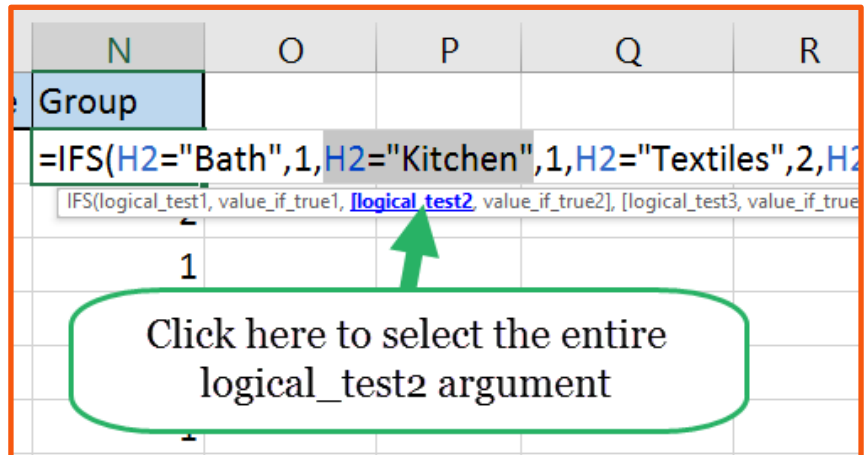 N O P Q R
Group
=IFS(H2="Bath",1,H2="Kitchen",1,H2="Textiles",2,H2
IFS(logical_test1, value_if_true1, [logical_test2, value_if_true2], [logical_test3, value_if_true
2
1
Click here to select the entire
logical_test2 argument
1